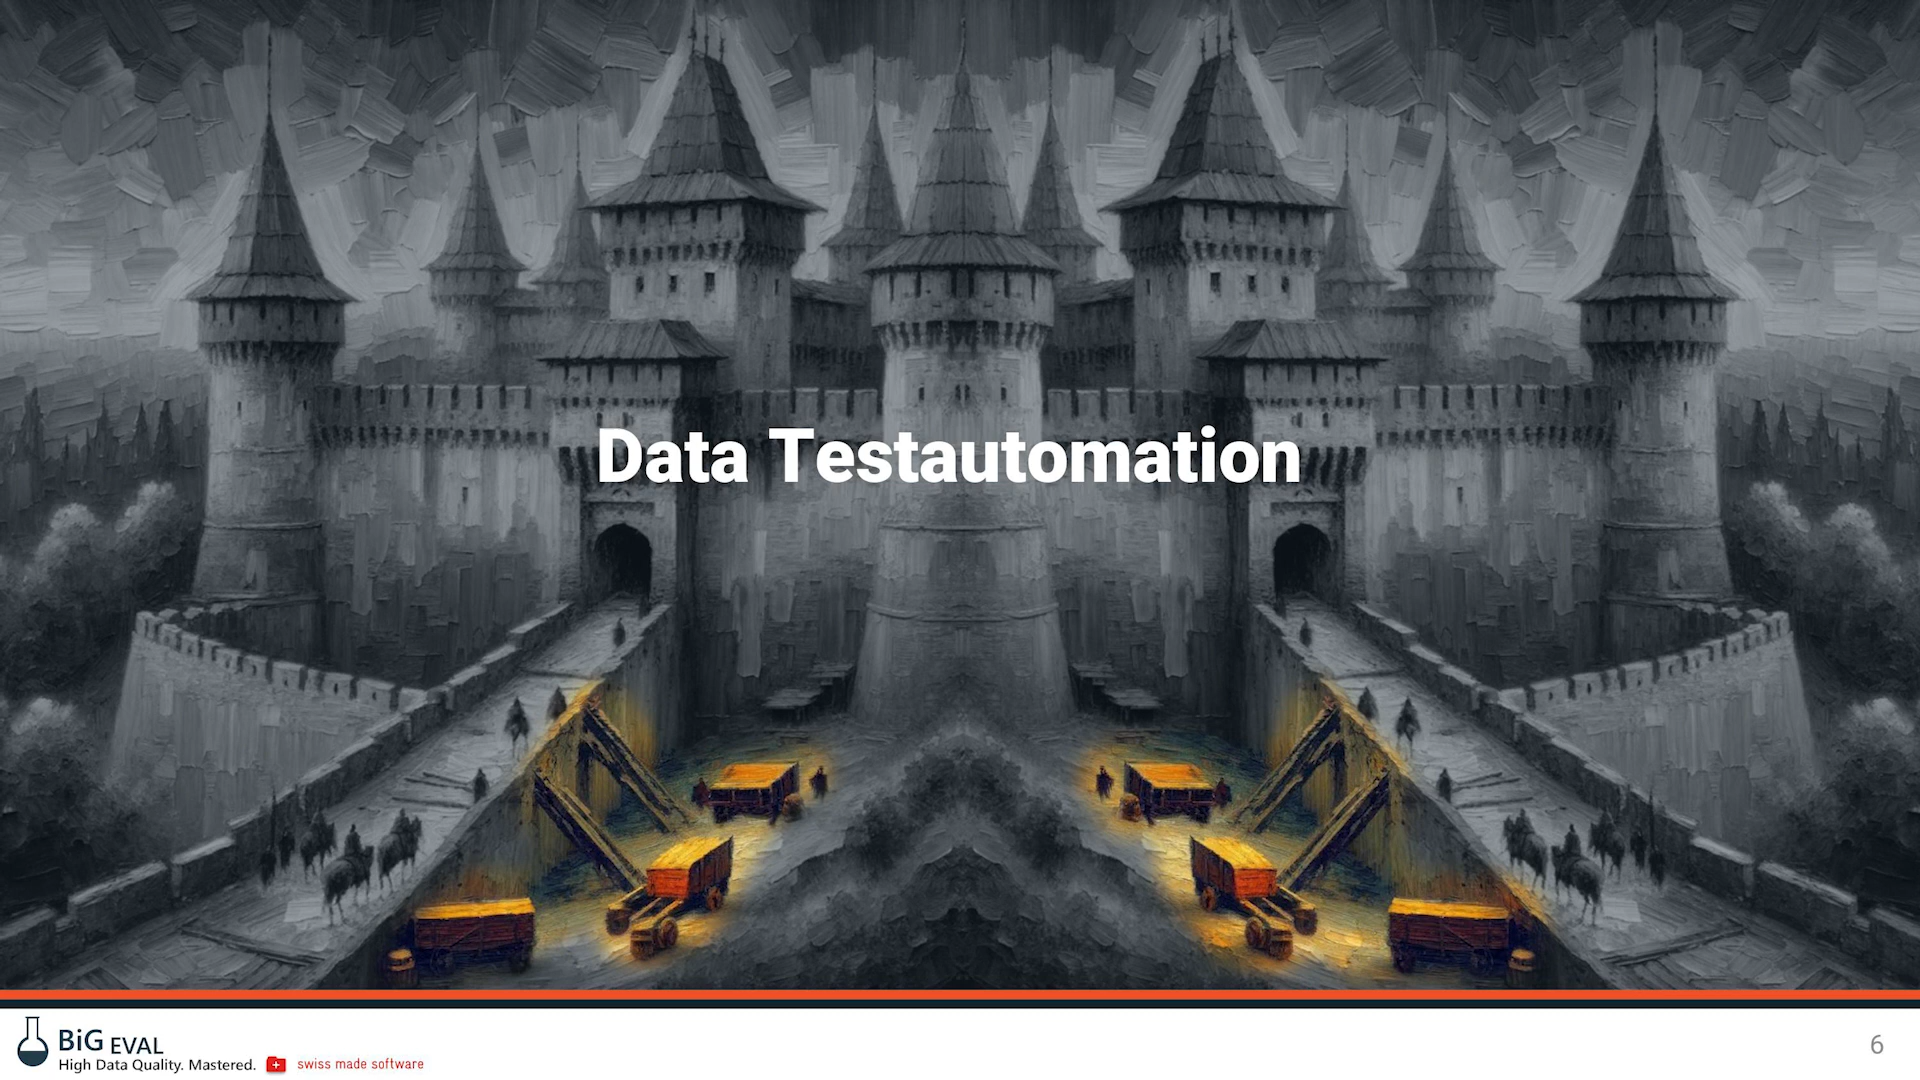 Data Testautomation
BiG EVAL
High Data Quality. Mastered.
swiss made software
6